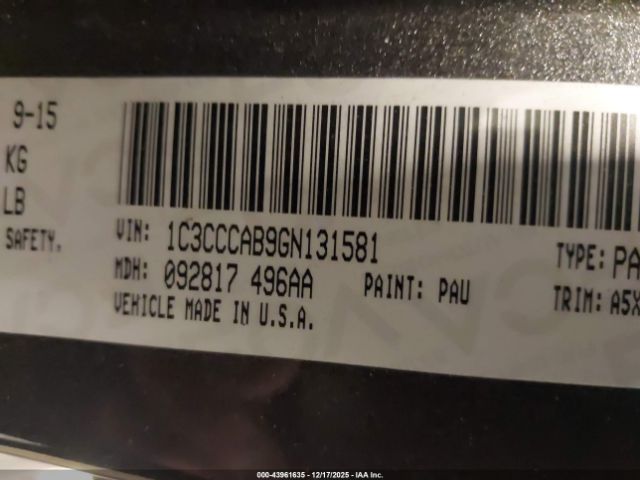 9-15
KG
LB
SAFETY.
VIN: 1C3CCCAB9GN131581
TYPE: PA
MDH: 092817 496AA
PAINT: PAU
TRIM: A5X
VEHICLE MADE IN U.S.A.
000-43961635 - 12/17/2025 - IAA Inc.